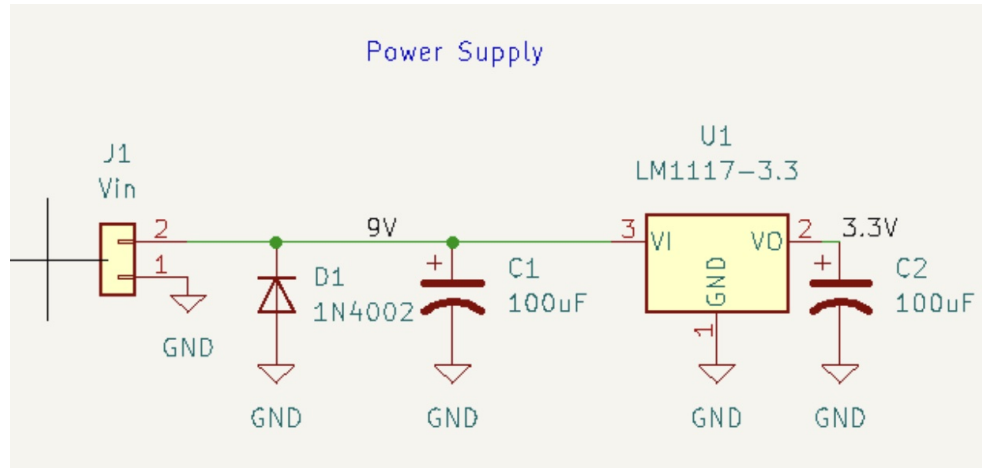 Power Supply
J1
Vin
2
1
GND
9V
D1
1N4002
GND
+
C1
100uF
GND
U1
LM1117-3.3
3
VI
VO
GND
2
1
GND
3.3V
+
C2
100uF
GND